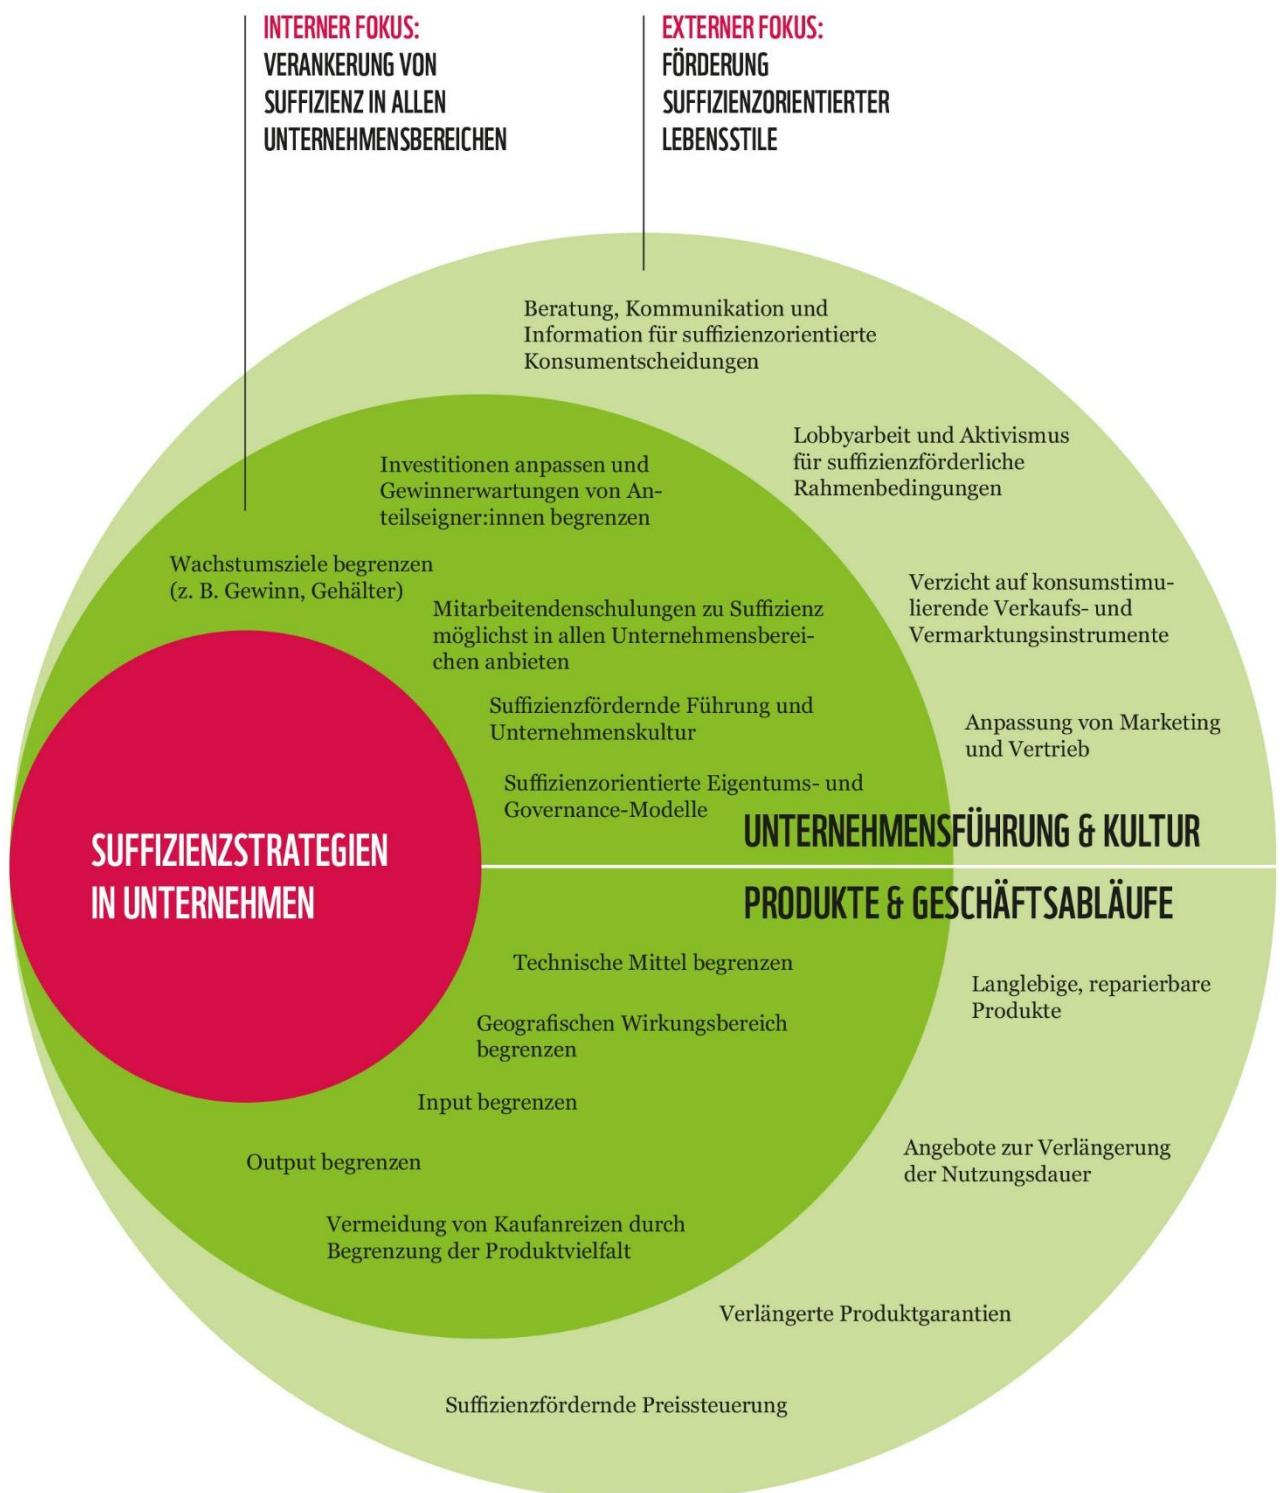 INTERNER FOKUS:
VERANKERUNG VON
SUFFIZIENZ IN ALLEN
UNTERNEHMENSBEREICHEN
EXTERNER FOKUS:
FÖRDERUNG
SUFFIZIENZORIENTIERTER
LEBENSSTILE
Beratung, Kommunikation und
Information für suffizienzorientierte
Konsumentscheidungen
Lobbyarbeit und Aktivismus
für suffizienzförderliche
Rahmenbedingungen
Investitionen anpassen und
Gewinnerwartungen von An-
teilseigner:innen begrenzen
Wachstumsziele begrenzen
(z. B. Gewinn, Gehälter)
Verzicht auf konsumstimu-
lierende Verkaufs- und
Vermarktungsinstrumente
Mitarbeitendenschulungen zu Suffizienz
möglichst in allen Unternehmensberei-
chen anbieten
Suffizienzfördernde Führung und
Unternehmenskultur
Anpassung von Marketing
und Vertrieb
Suffizienzorientierte Eigentums- und
Governance-Modelle
UNTERNEHMENSFÜHRUNG & KULTUR
SUFFIZIENZSTRATEGIEN
IN UNTERNEHMEN
PRODUKTE & GESCHÄFTSABLÄUFE
Technische Mittel begrenzen
Langlebige, reparierbare
Produkte
Geografischen Wirkungsbereich
begrenzen
Input begrenzen
Output begrenzen
Angebote zur Verlängerung
der Nutzungsdauer
Vermeidung von Kaufanreizen durch
Begrenzung der Produktvielfalt
Verlängerte Produktgarantien
Suffizienzfördernde Preissteuerung